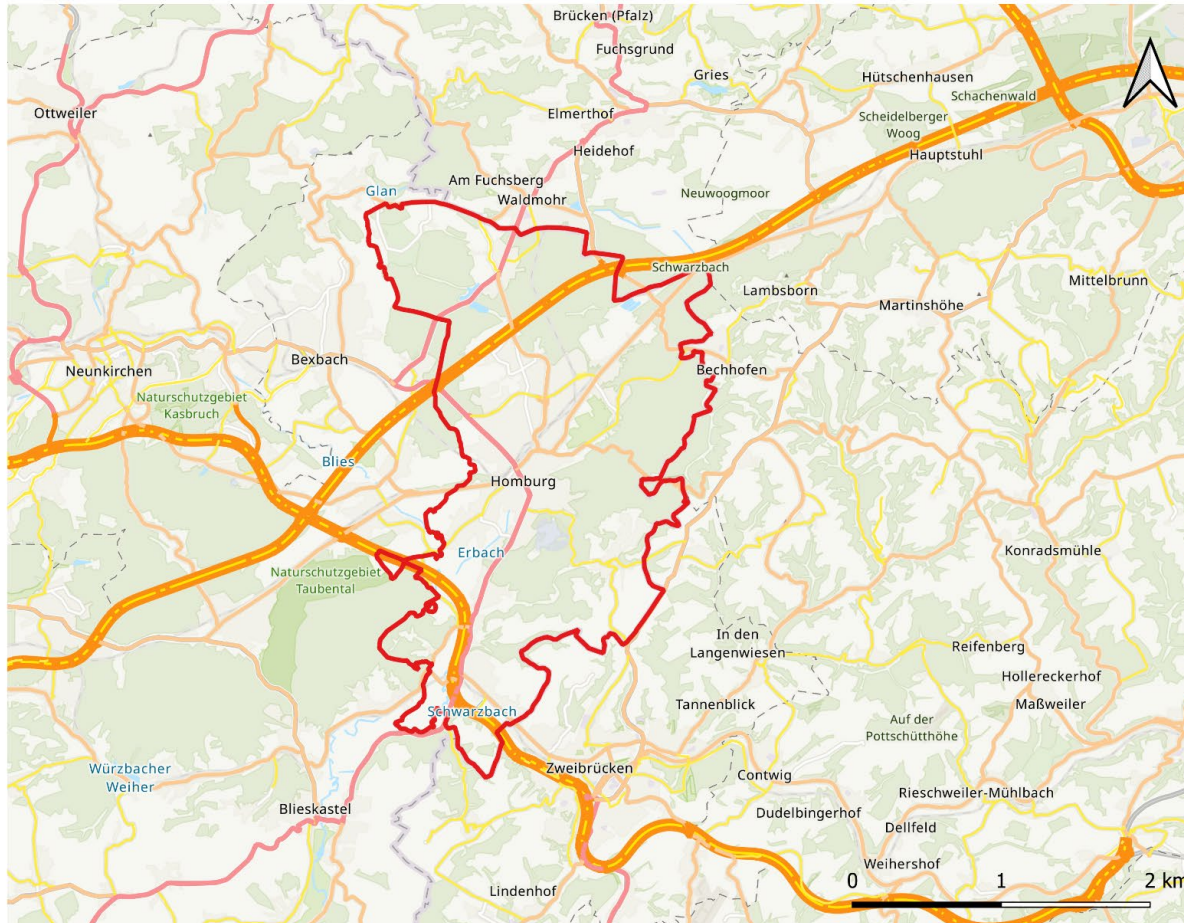 Brücken (Pfalz)
Fuchsgrund
Gries
Hütschenhausen
Schachenwald
Ottweiler
Elmerthof
Scheidelberger
Woog
Hauptstuhl
Heidehof
Am Fuchsberg
Glan
Waldmohr
Neuwoogmoor
Schwarzbach
Lambsborn
Mittelbrunn
Martinshöhe
Bexbach
Neunkirchen
Bechhofen
Naturschutzgebiet
Kasbruch
Blies
Homburg
Erbach
Konradsmühle
Naturschutzgebiet
Taubental
In den
Langenwiesen
Reifenberg
Hollereckerhof
Maßweiler
Tannenblick
Schwarzbach
Auf der
Pottschütthöhe
Würzbacher
Weiher
Zweibrücken
Contwig
Rieschweiler-Mühlbach
Blieskastel
Dudelbingerhof
Dellfeld
Weihershof
Lindenhof
0 1 2 km